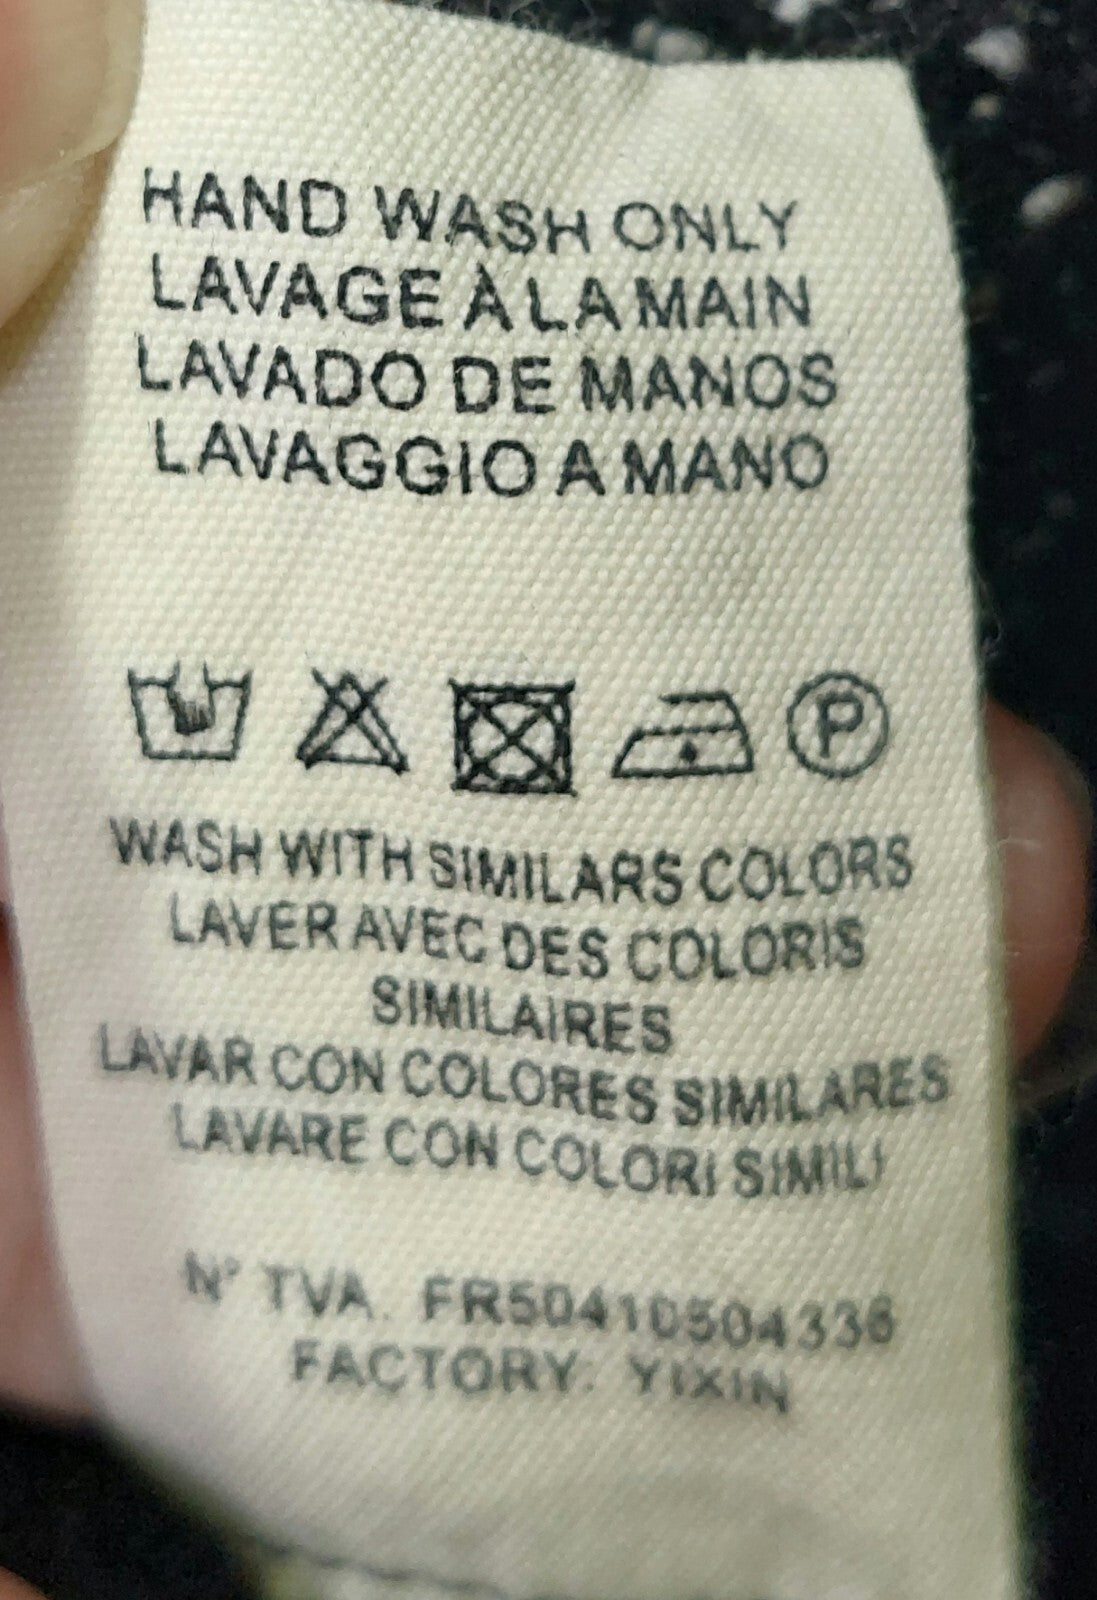 HAND WASH ONLY
LAVAGE À LA MAIN
LAVADO DE MANOS
LAVAGGIO A MANO
P
WASH WITH SIMILARS COLORS
LAVER AVEC DES COLORIS
SIMILAIRES
LAVAR CON COLORES SIMILARES
LAVARE CON COLORI SIMILI
N° TVA. FR50410504336
FACTORY: YIXIN